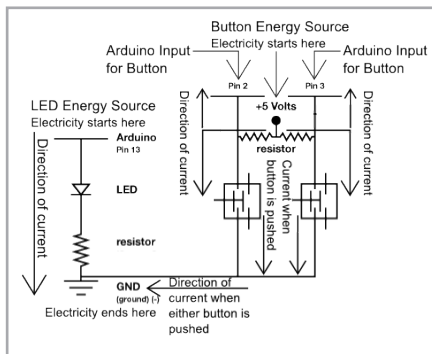 Button Energy Source
Electricity starts here
Arduino Input
for Button
Arduino Input
for Button
Pin 2
Pin 3
+5 Volts
Direction of current
Direction of current
LED Energy Source
Electricity starts here
Arduino
Pin 13
resistor
Direction of current
LED
Current when
button is pushed
resistor
GND
(ground) (-)
Electricity ends here
Direction of
current when
either button is
pushed